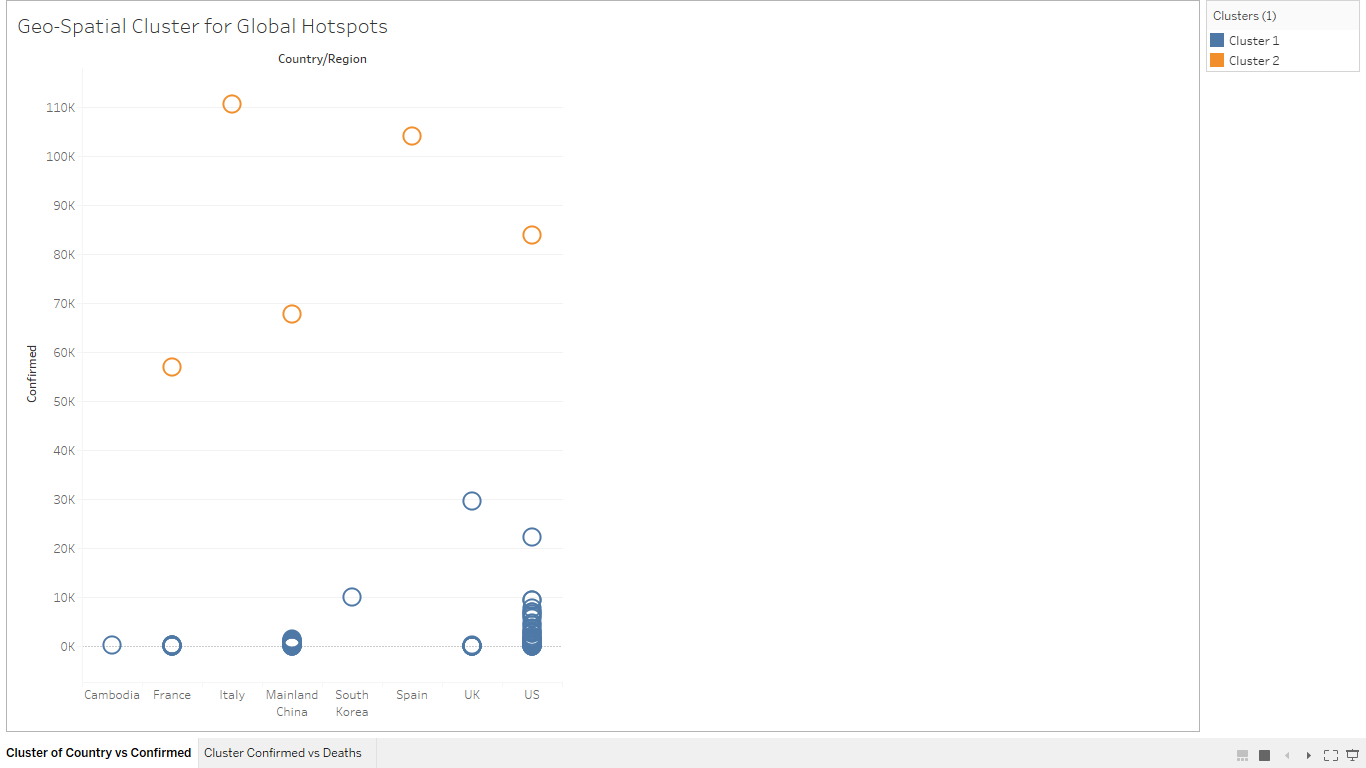 Geo-Spatial Cluster for Global Hotspots
Country/Region
Clusters (1)
Cluster 1
Cluster 2
Confirmed
110K
100K
90K
80K
70K
60K
50K
40K
30K
20K
10K
0K
Cambodia
France
Italy
Mainland
China
South
Korea
Spain
UK
US
Cluster of Country vs Confirmed
Cluster Confirmed vs Deaths